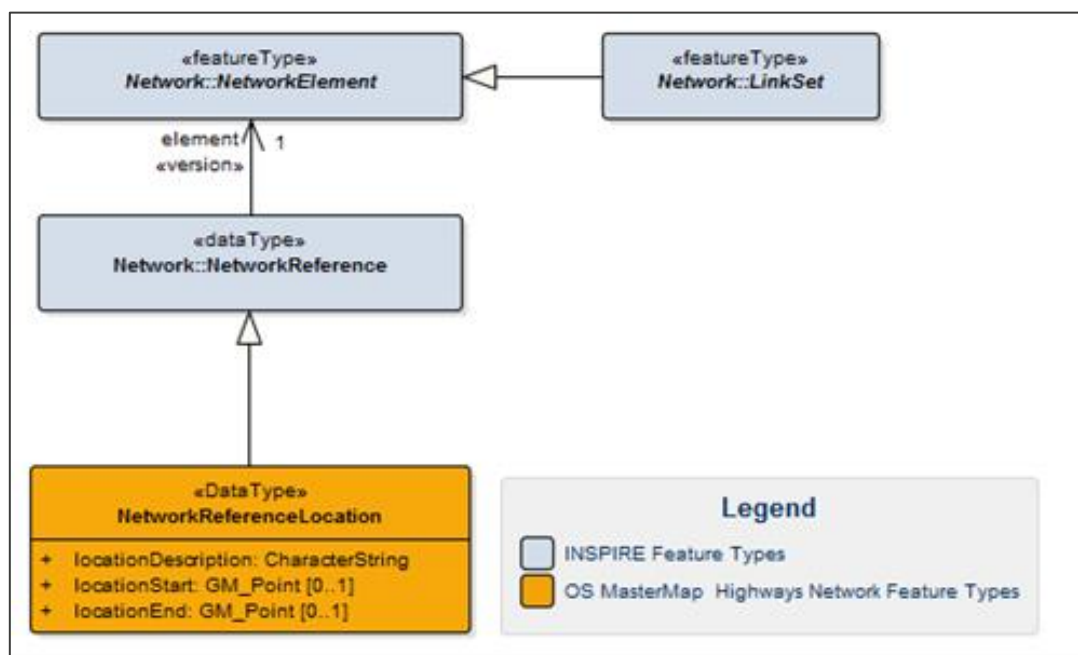 «featureType»
Network::NetworkElement
«featureType»
Network::LinkSet
element
1
«version»
«dataType»
Network::NetworkReference
«DataType»
NetworkReferenceLocation
+ locationDescription: CharacterString
+ locationStart: GM_Point [0..1]
+ locationEnd: GM_Point [0..1]
Legend
INSPIRE Feature Types
OS MasterMap Highways Network Feature Types